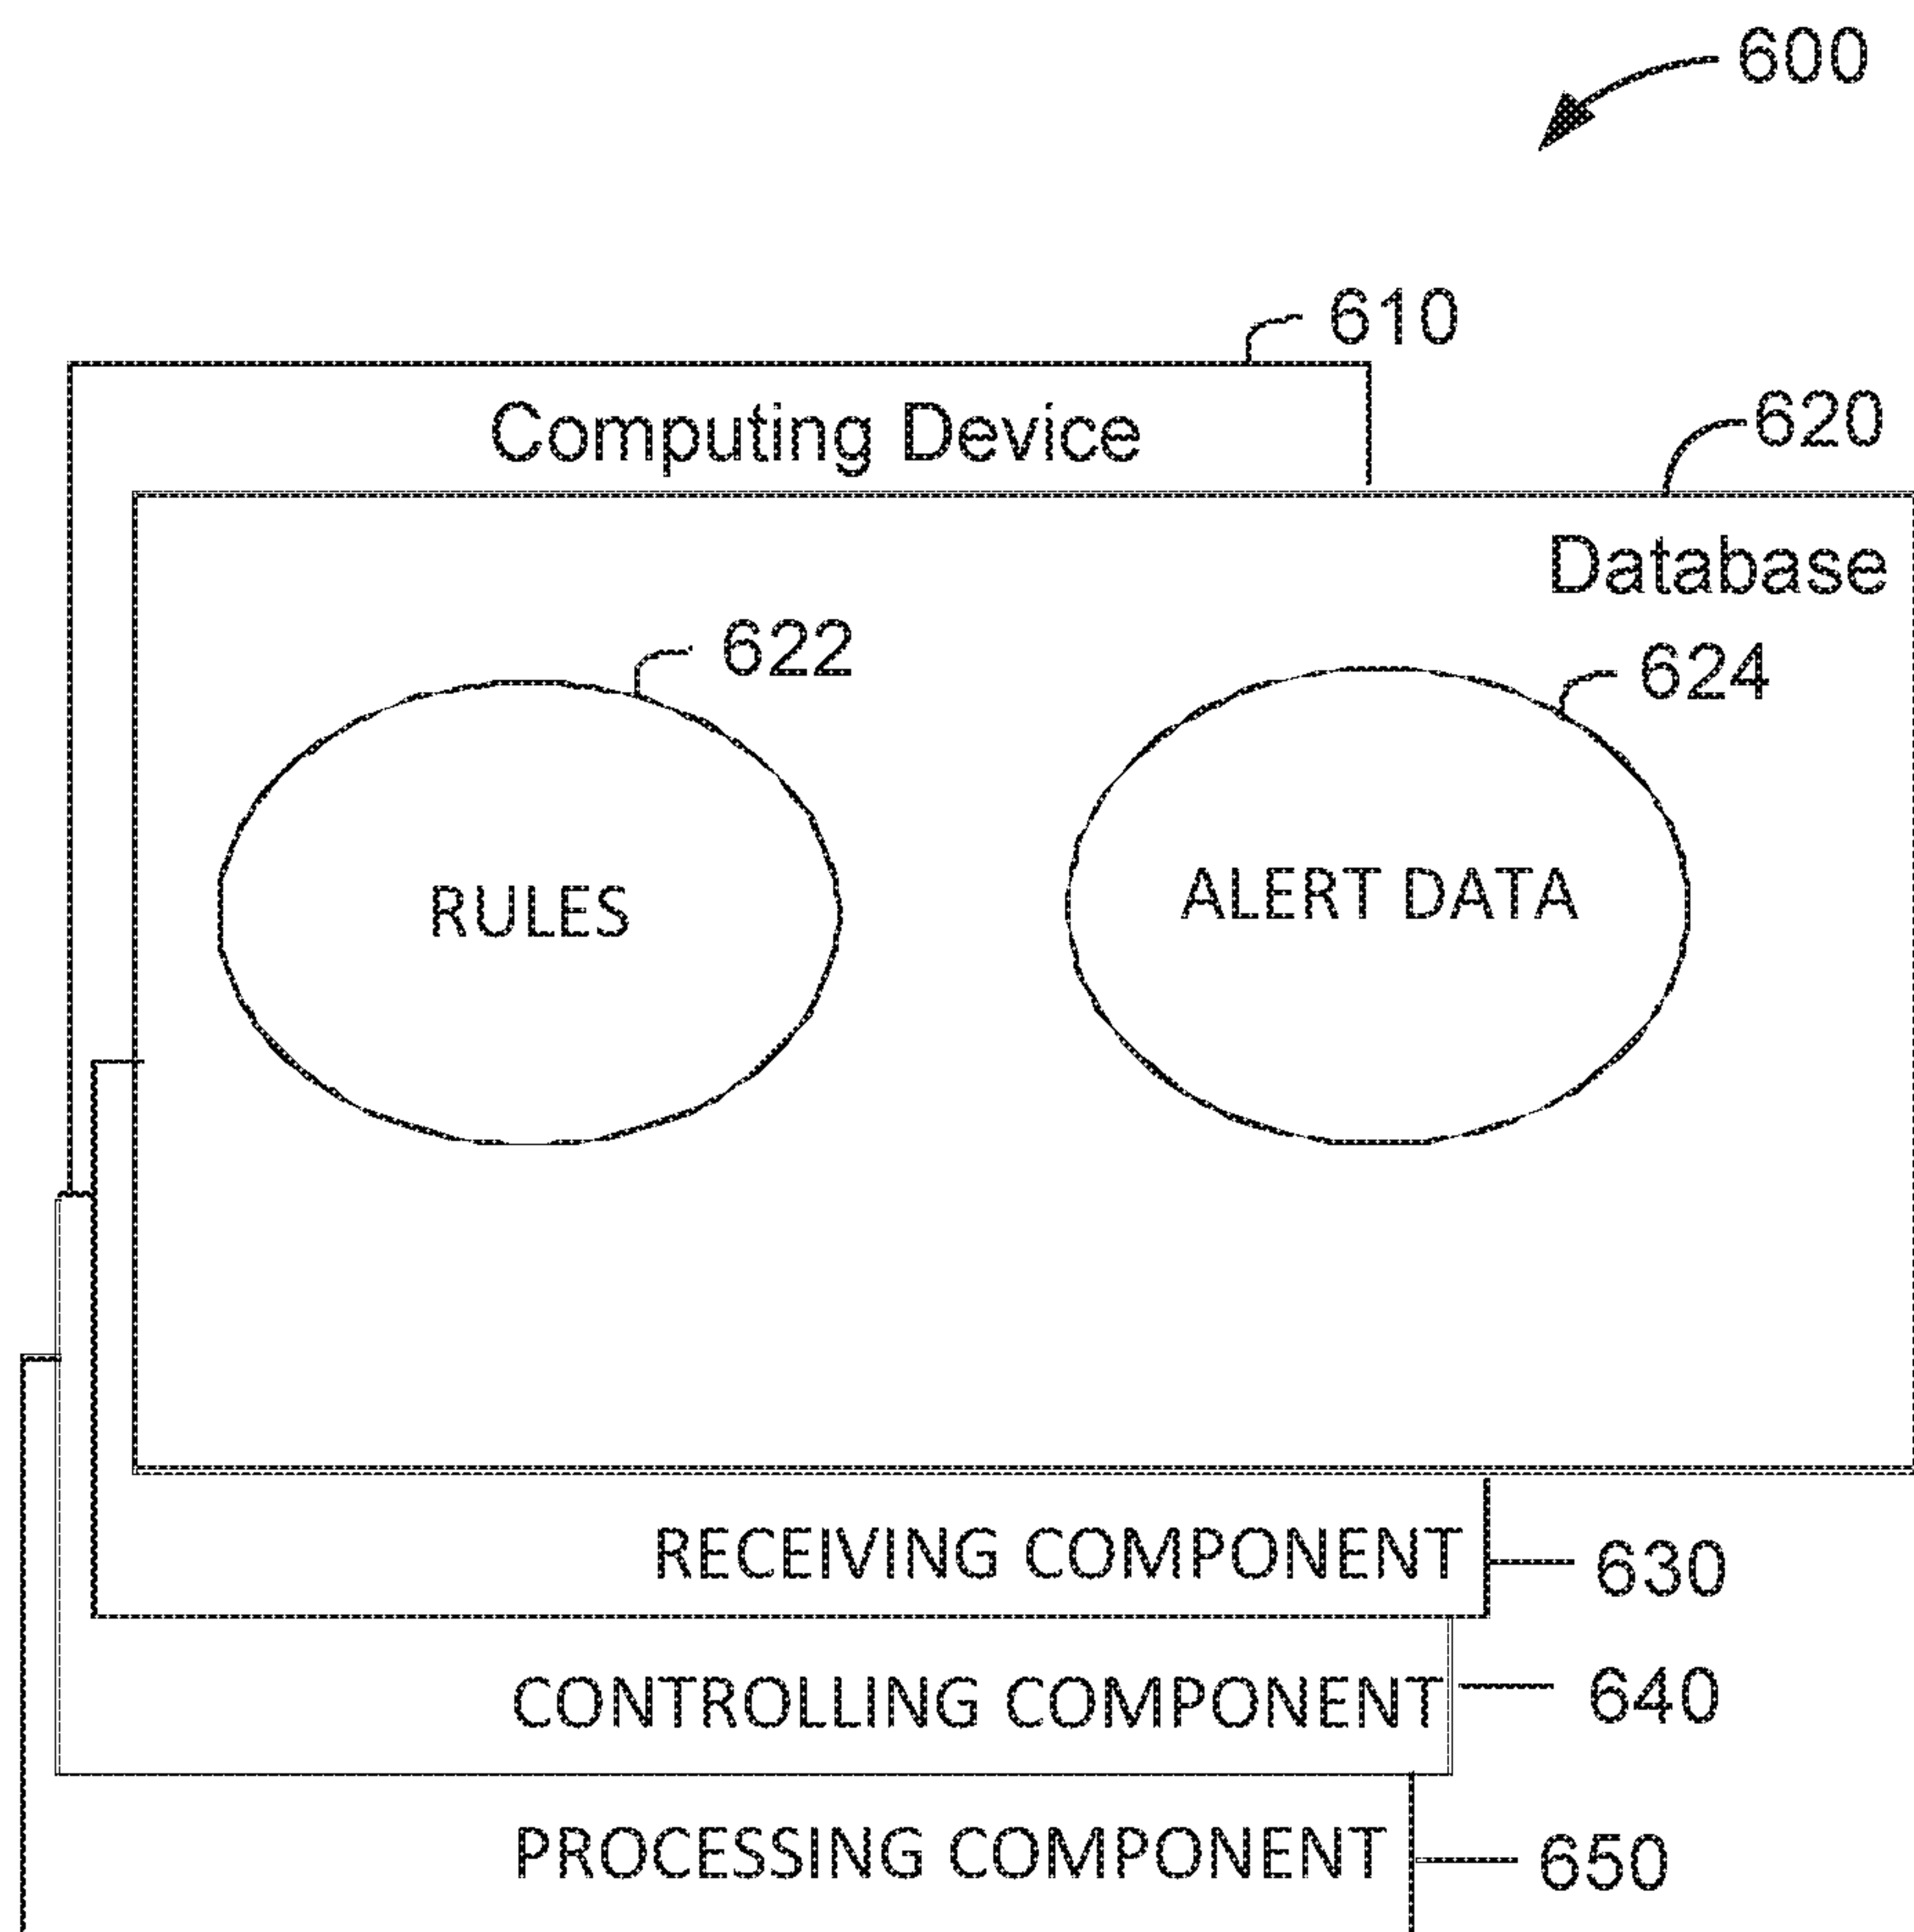 600
610
Computing Device
620
Database
622
624
RULES
ALERT DATA
RECEIVING COMPONENT
630
CONTROLLING COMPONENT
640
PROCESSING COMPONENT
650